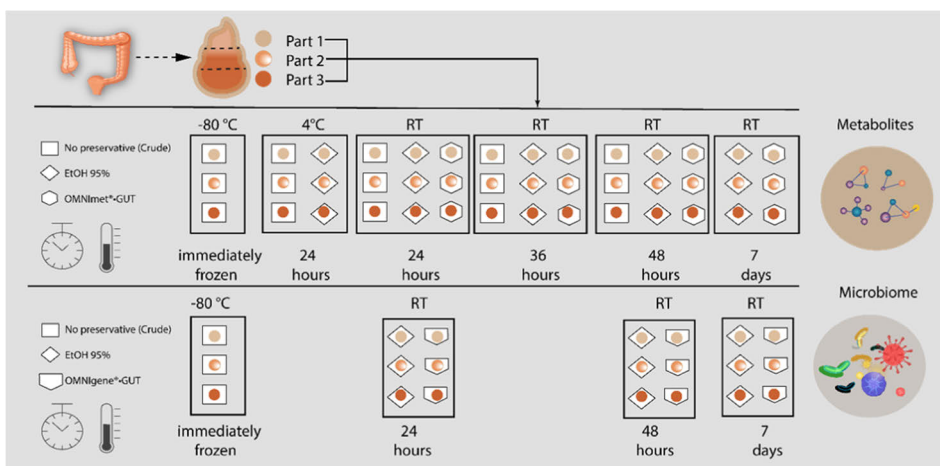 Part 1
Part 2
Part 3
-80 °C
4°C
RT
RT
RT
RT
Metabolites
No preservative (Crude)
EtOH 95%
OMNImet®-GUT
immediately
frozen
24
hours
24
hours
36
hours
48
hours
7
days
-80 °C
RT
RT
RT
Microbiome
No preservative (Crude)
EtOH 95%
OMNIgene®-GUT
immediately
frozen
24
hours
48
hours
7
days